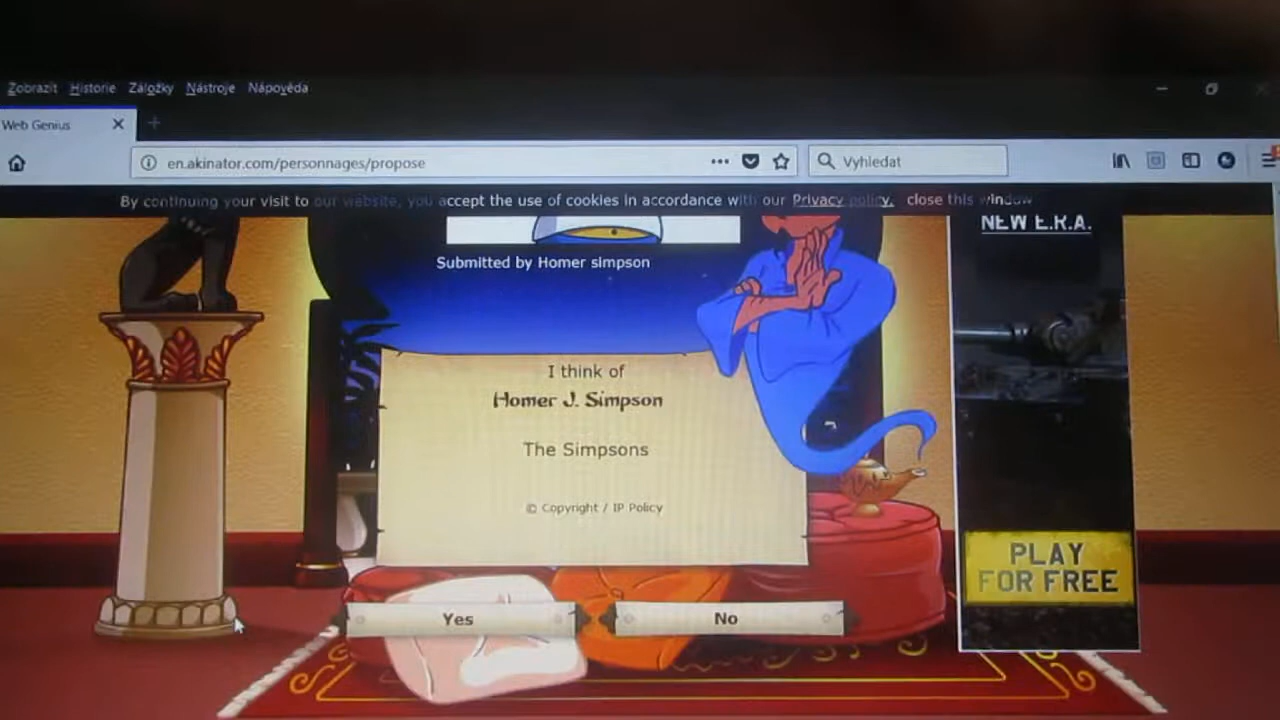 Zobrazit Historie Záložky Nástroje Nápověda
Web Genius
en.akinator.com/personnages/propose
Vyhledat
By continuing your visit to our website, you accept the use of cookies in accordance with our Privacy policy. close this window
NEW E.R.A.
Submitted by Homer simpson
I think of
Homer J. Simpson
The Simpsons
© Copyright / IP Policy
PLAY
FOR FREE
Yes
No